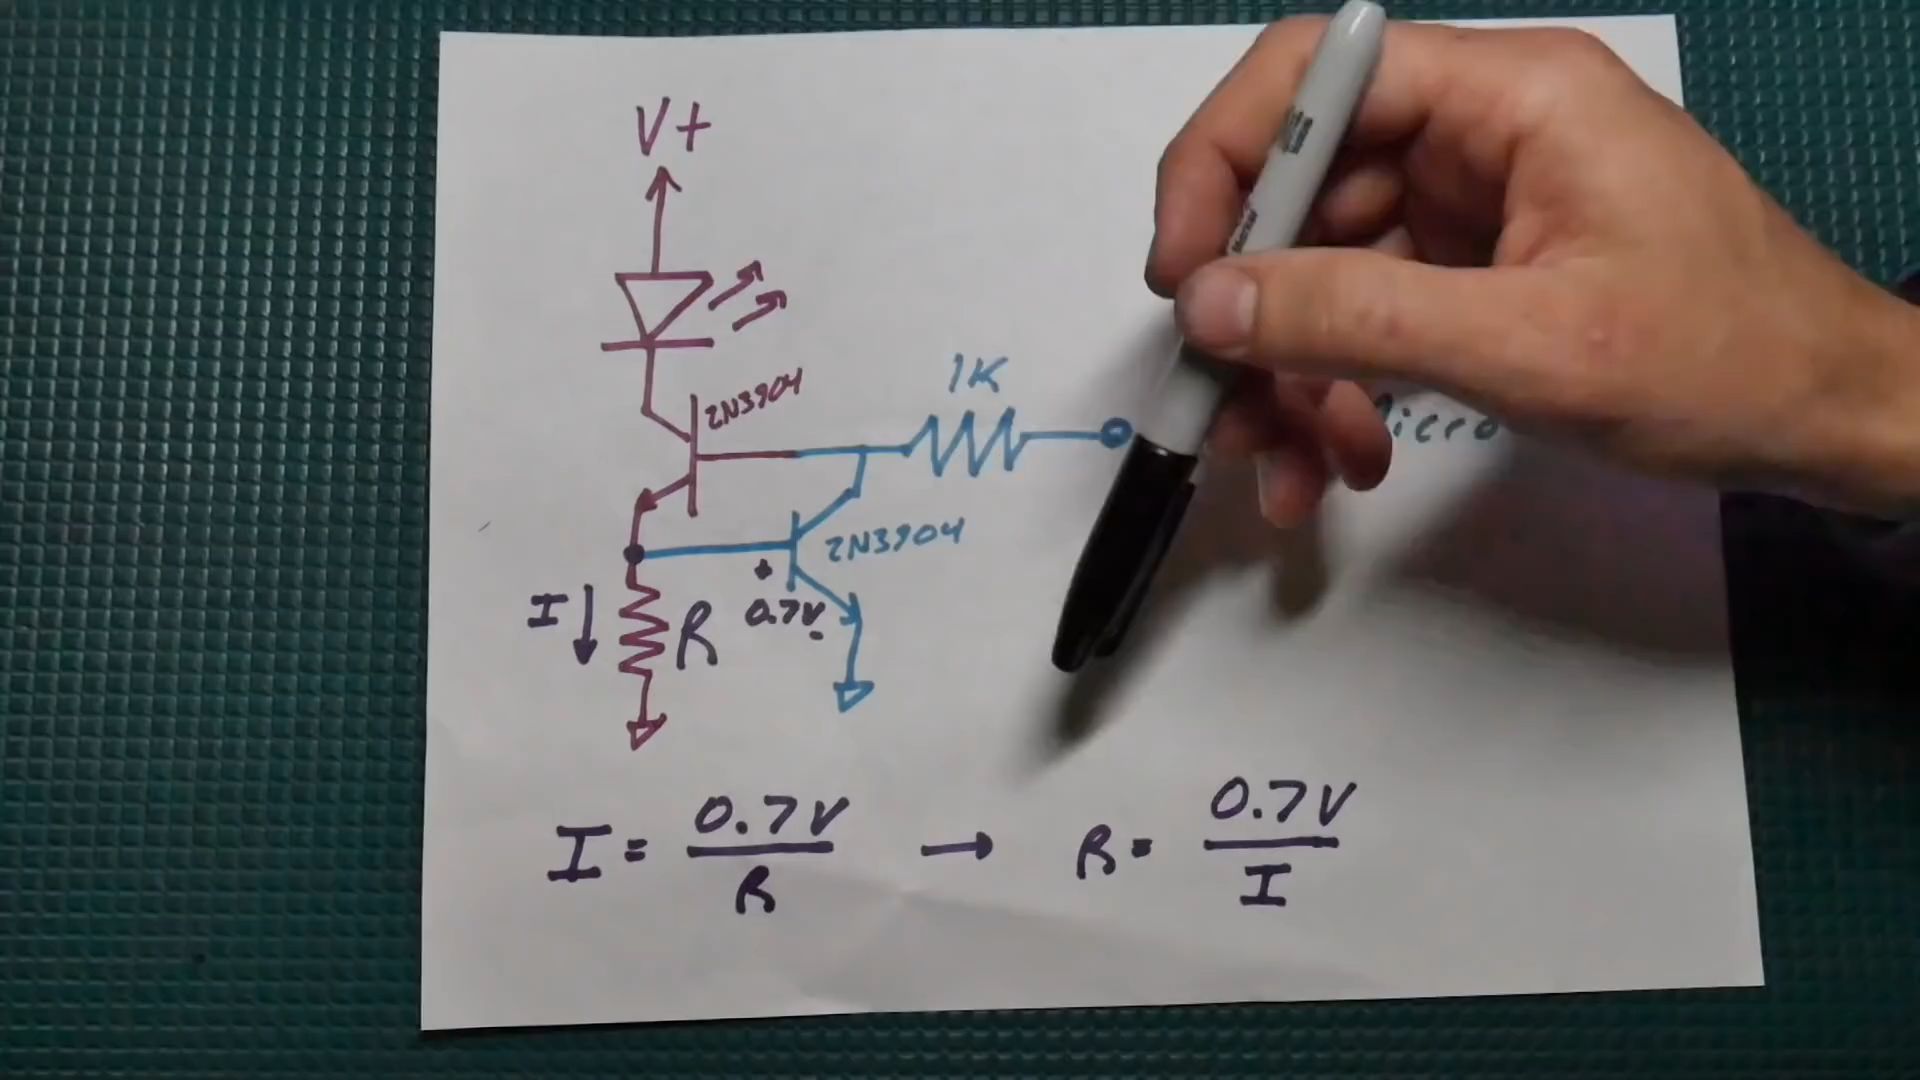 V+
1K
2N3904
Micro
2N3904
+
I R 0.7V
-
I = 0.7V / R → R = 0.7V / I